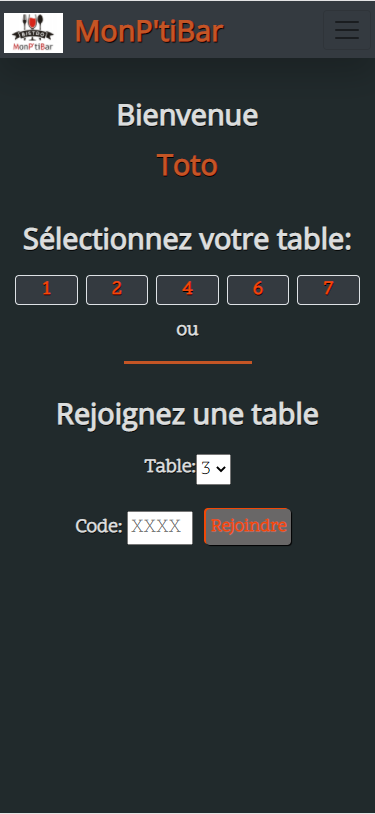 BISTRO
MonP'tiBar
MonP'tiBar
Bienvenue
Toto
Sélectionnez votre table:
1 2 4 6 7
ou
Rejoignez une table
Table: 3
Code: XXXX Rejoindre